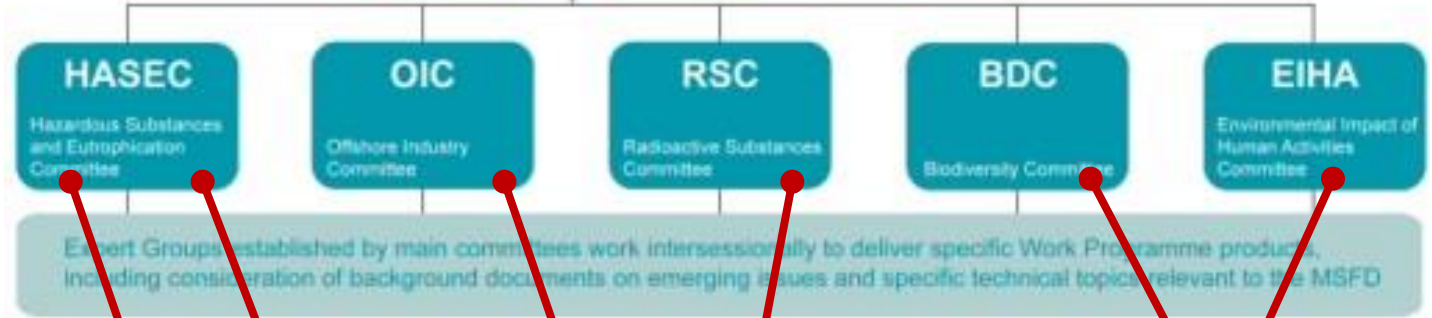 HASEC
Hazardous Substances
and Eutrophication
Committee
OIC
Offshore Industry
Committee
RSC
Radioactive Substances
Committee
BDC
Biodiversity Committee
EIHA
Environmental Impact of
Human Activities
Committee
Expert Groups established by main committees work intersessionally to deliver specific Work Programme products,
including consideration of background documents on emerging issues and specific technical topics relevant to the MSFD